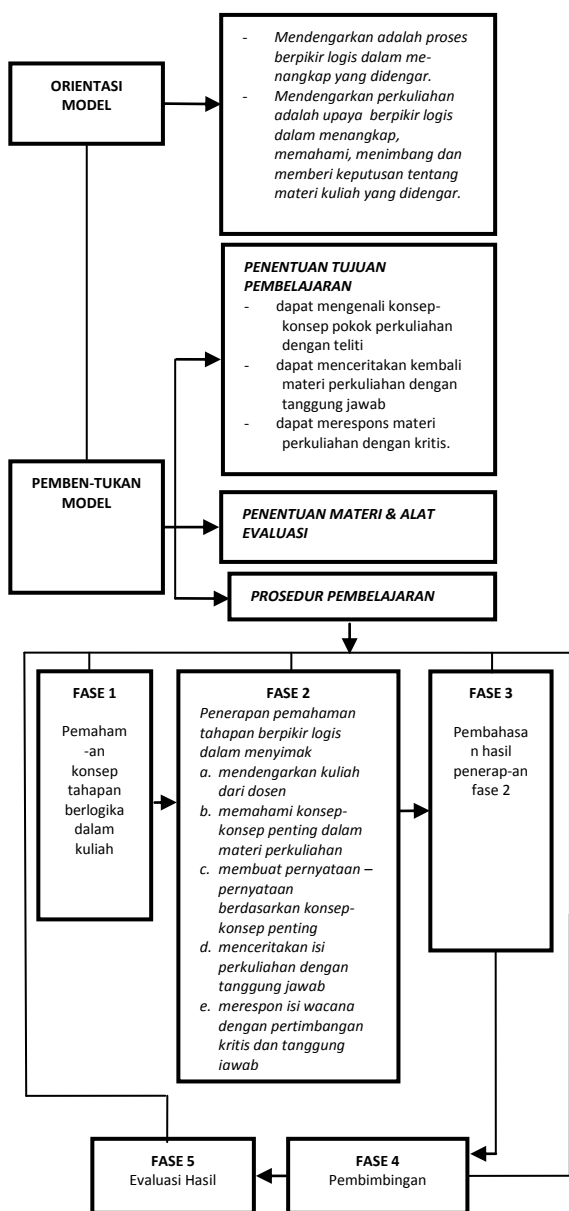 ORIENTASI
MODEL
- Mendengarkan adalah proses
berpikir logis dalam me-
nangkap yang didengar.
- Mendengarkan perkuliahan
adalah upaya berpikir logis
dalam menangkap,
memahami, menimbang dan
memberi keputusan tentang
materi kuliah yang didengar.
PENENTUAN TUJUAN
PEMBELAJARAN
- dapat mengenali konsep-
konsep pokok perkuliahan
dengan teliti
- dapat menceritakan kembali
materi perkuliahan dengan
tanggung jawab
- dapat merespons materi
perkuliahan dengan kritis.
PEMBEN-TUKAN
MODEL
PENENTUAN MATERI & ALAT
EVALUASI
PROSEDUR PEMBELAJARAN
FASE 1
Pemaham
-an
konsep
tahapan
berlogika
dalam
kuliah
FASE 2
Penerapan pemahaman
tahapan berpikir logis
dalam menyimak
a. mendengarkan kuliah
dari dosen
b. memahami konsep-
konsep penting dalam
materi perkuliahan
c. membuat pernyataan –
pernyataan
berdasarkan konsep-
konsep penting
d. menceritakan isi
perkuliahan dengan
tanggung jawab
e. merespon isi wacana
dengan pertimbangan
kritis dan tanggung
jawab
FASE 3
Pembahasa
n hasil
penerap-an
fase 2
FASE 5
Evaluasi Hasil
FASE 4
Pembimbingan